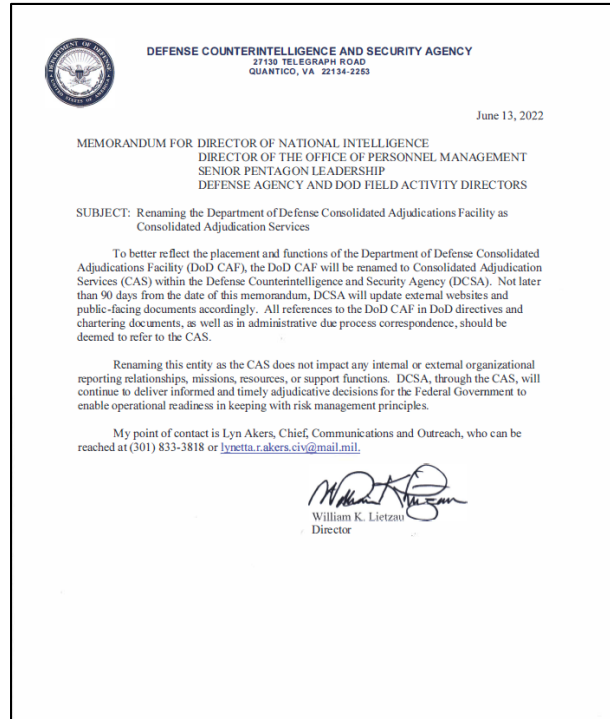 DEPARTMENT OF DEFENSE
UNITED STATES OF AMERICA
DEFENSE COUNTERINTELLIGENCE AND SECURITY AGENCY
27130 TELEGRAPH ROAD
QUANTICO, VA 22134-2253
June 13, 2022
MEMORANDUM FOR DIRECTOR OF NATIONAL INTELLIGENCE
DIRECTOR OF THE OFFICE OF PERSONNEL MANAGEMENT
SENIOR PENTAGON LEADERSHIP
DEFENSE AGENCY AND DOD FIELD ACTIVITY DIRECTORS
SUBJECT: Renaming the Department of Defense Consolidated Adjudications Facility as
Consolidated Adjudication Services
To better reflect the placement and functions of the Department of Defense Consolidated
Adjudications Facility (DoD CAF), the DoD CAF will be renamed to Consolidated Adjudication
Services (CAS) within the Defense Counterintelligence and Security Agency (DCSA). Not later
than 90 days from the date of this memorandum, DCSA will update external websites and
public-facing documents accordingly. All references to the DoD CAF in DoD directives and
chartering documents, as well as in administrative due process correspondence, should be
deemed to refer to the CAS.
Renaming this entity as the CAS does not impact any internal or external organizational
reporting relationships, missions, resources, or support functions. DCSA, through the CAS, will
continue to deliver informed and timely adjudicative decisions for the Federal Government to
enable operational readiness in keeping with risk management principles.
My point of contact is Lyn Akers, Chief, Communications and Outreach, who can be
reached at (301) 833-3818 or lynetta.r.akers.civ@mail.mil.
William K. Lietzau
Director